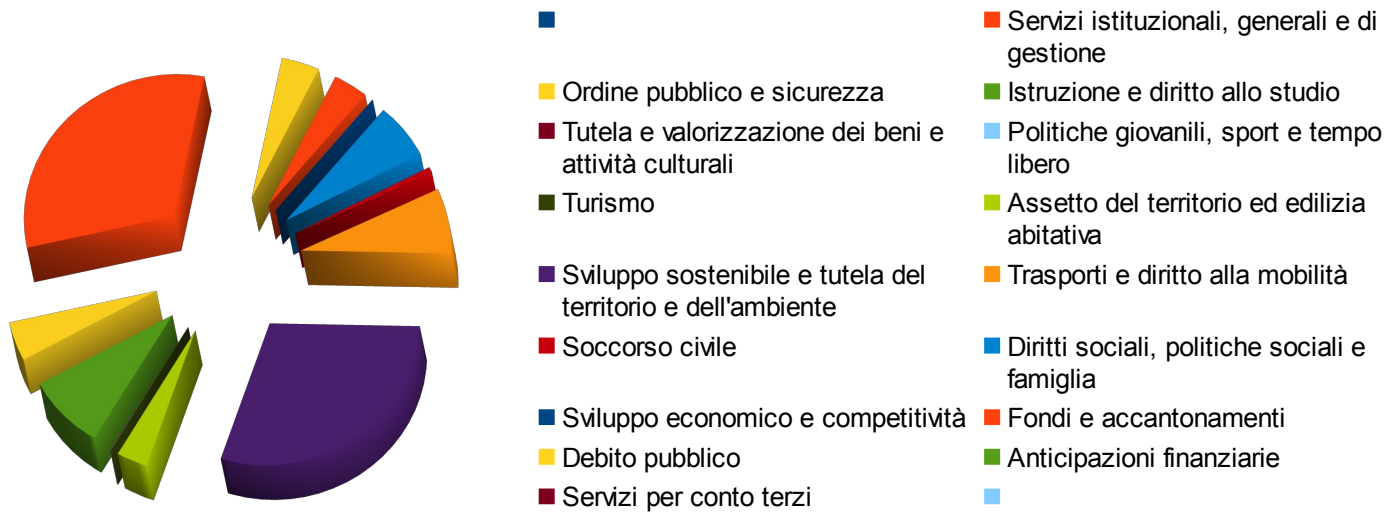 Servizi istituzionali, generali e di
gestione
Ordine pubblico e sicurezza
Istruzione e diritto allo studio
Tutela e valorizzazione dei beni e
attività culturali
Politiche giovanili, sport e tempo
libero
Turismo
Assetto del territorio ed edilizia
abitativa
Sviluppo sostenibile e tutela del
territorio e dell'ambiente
Trasporti e diritto alla mobilità
Soccorso civile
Diritti sociali, politiche sociali e
famiglia
Sviluppo economico e competitività
Fondi e accantonamenti
Debito pubblico
Anticipazioni finanziarie
Servizi per conto terzi